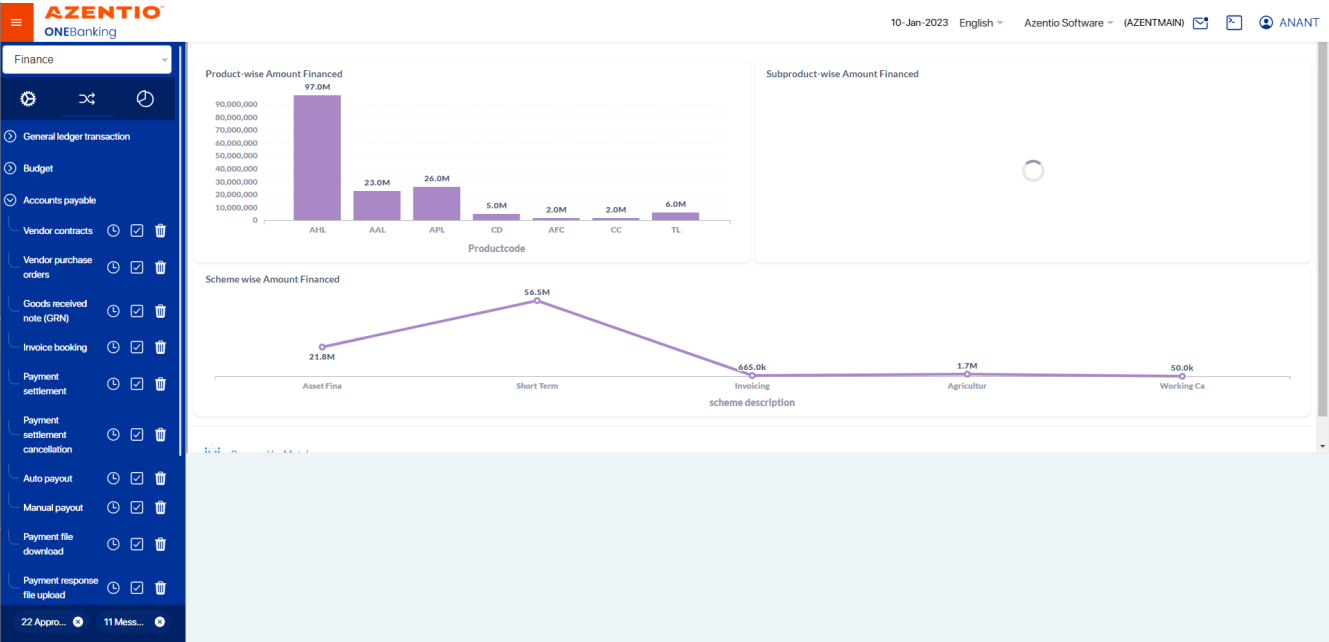 AZENTIO
ONEBanking
10-Jan-2023 English Azentio Software (AZENTMAIN) ANANT
Finance
General ledger transaction
Budget
Accounts payable
Vendor contracts
Vendor purchase
orders
Goods received
note (GRN)
Invoice booking
Payment
settlement
Payment
settlement
cancellation
Auto payout
Manual payout
Payment file
download
Payment response
file upload
22 Appro... 11 Mess...
Product-wise Amount Financed
97.0M
90,000,000
80,000,000
70,000,000
60,000,000
50,000,000
40,000,000
30,000,000
20,000,000
10,000,000
0
23.0M
26.0M
5.0M
2.0M
2.0M
6.0M
AHL AAL APL CD AFC CC TL
Productcode
Subproduct-wise Amount Financed
Scheme wise Amount Financed
56.5M
21.8M
665.0k
1.7M
50.0k
Asset Fina Short Term Invoicing Agricultur Working Ca
scheme description